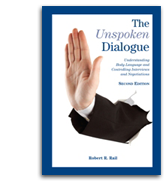 The
Unspoken
Dialogue
Understanding
Body Language and
Controlling Interviews
and Negotiations
Second Edition
Robert R. Rail